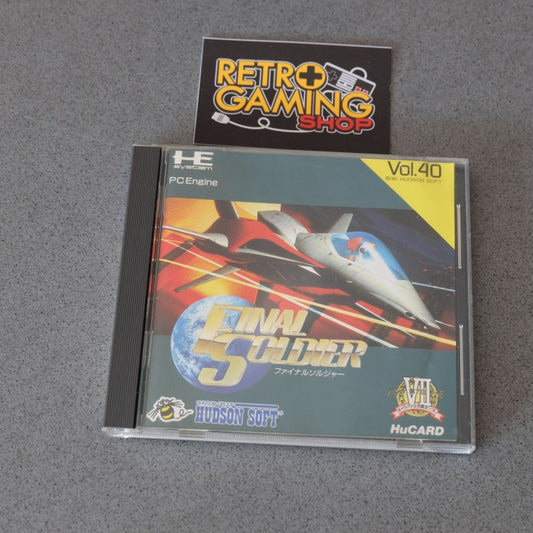 RETRO
GAMING
SHOP
HE
system
PC Engine
Vol.40
HUDSON SOFT
FINAL
SOLDIER
ファイナルソルジャー
HUDSON SOFT
VII
HuCARD